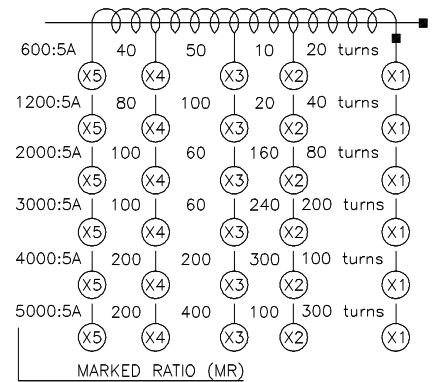 600:5A 40 50 10 20 turns
X5 X4 X3 X2 X1
1200:5A 80 100 20 40 turns
X5 X4 X3 X2 X1
2000:5A 100 60 160 80 turns
X5 X4 X3 X2 X1
3000:5A 100 60 240 200 turns
X5 X4 X3 X2 X1
4000:5A 200 200 300 100 turns
X5 X4 X3 X2 X1
5000:5A 200 400 100 300 turns
X5 X4 X3 X2 X1
MARKED RATIO (MR)